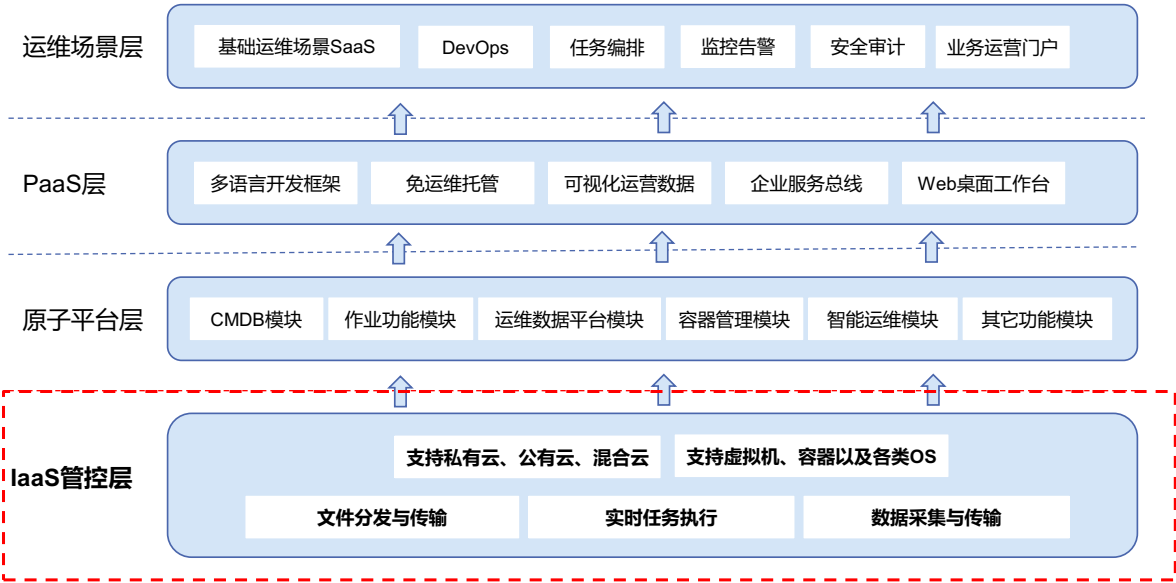 运维场景层
基础运维场景SaaS
DevOps
任务编排
监控告警
安全审计
业务运营门户
PaaS层
多语言开发框架
免运维托管
可视化运营数据
企业服务总线
Web桌面工作台
原子平台层
CMDB模块
作业功能模块
运维数据平台模块
容器管理模块
智能运维模块
其它功能模块
IaaS管控层
支持私有云、公有云、混合云
支持虚拟机、容器以及各类OS
文件分发与传输
实时任务执行
数据采集与传输